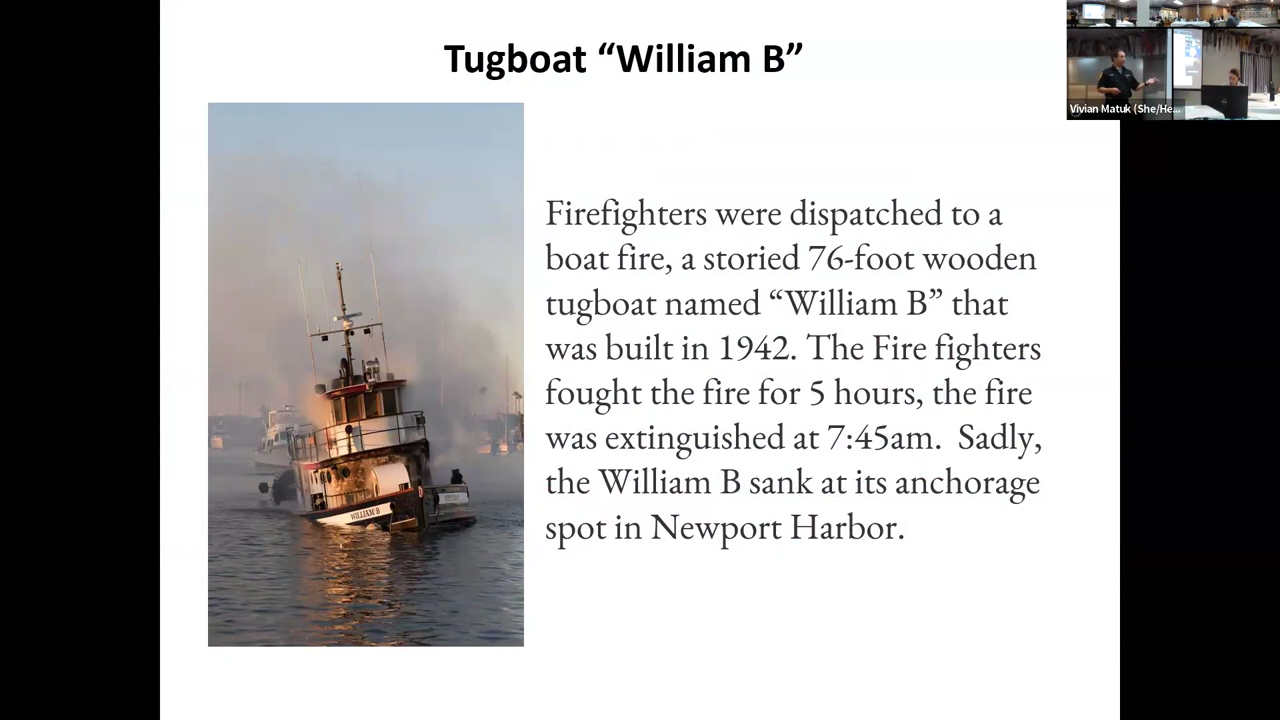 Tugboat “William B”
Vivian Matuk (She/He...
Firefighters were dispatched to a
boat fire, a storied 76-foot wooden
tugboat named “William B” that
was built in 1942. The Fire fighters
fought the fire for 5 hours, the fire
was extinguished at 7:45am.  Sadly,
the William B sank at its anchorage
spot in Newport Harbor.
WILLIAM B